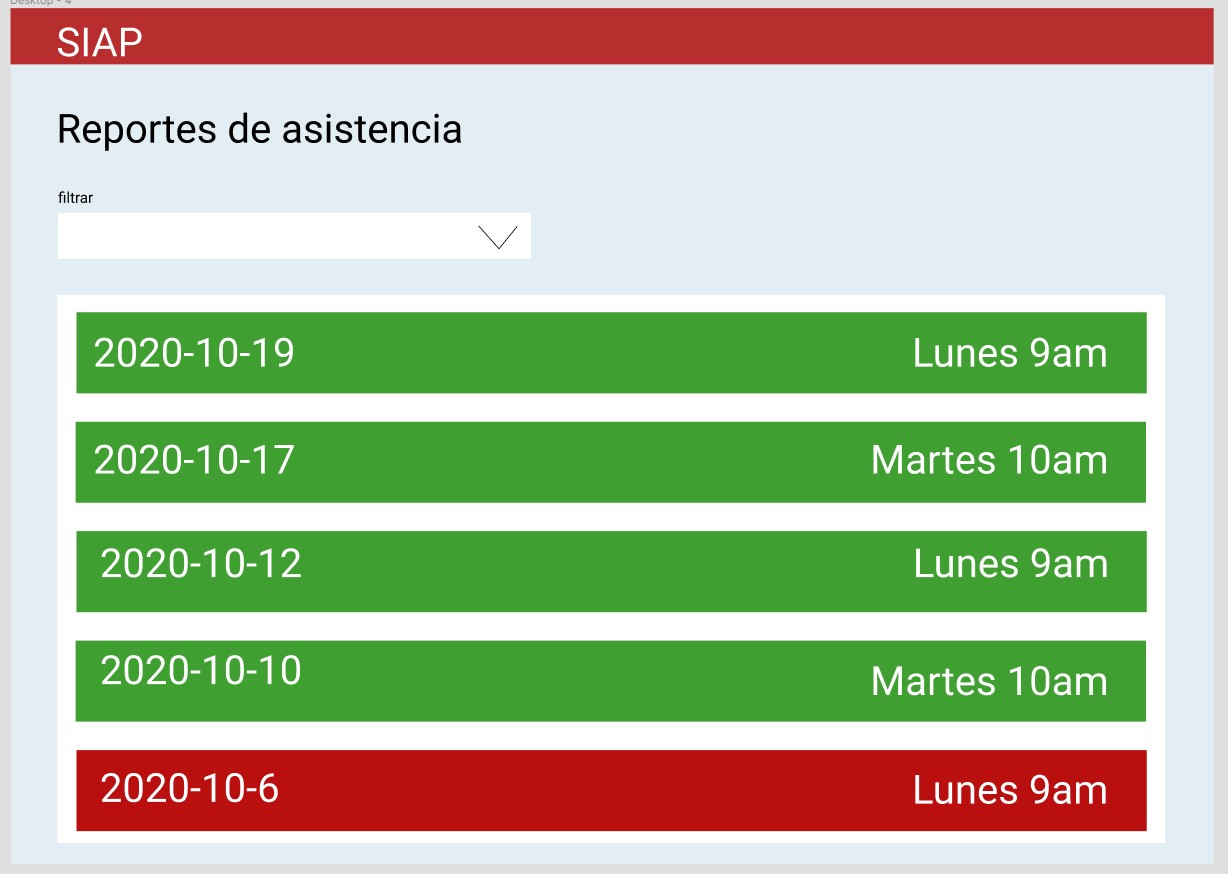 Desktop - 4
SIAP
Reportes de asistencia
filtrar
2020-10-19 Lunes 9am
2020-10-17 Martes 10am
2020-10-12 Lunes 9am
2020-10-10 Martes 10am
2020-10-6 Lunes 9am